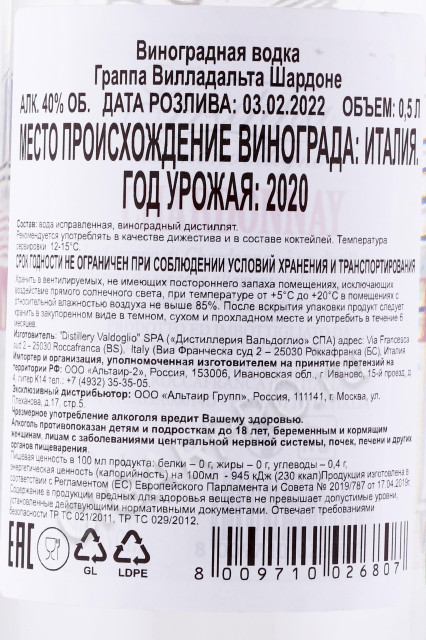 Виноградная водка
Граппа Вилладальта Шардоне
АЛК. 40% ОБ. ДАТА РОЗЛИВА: 03.02.2022 ОБЪЕМ: 0,5 Л
МЕСТО ПРОИСХОЖДЕНИЕ ВИНОГРАДА: ИТАЛИЯ.
ГОД УРОЖАЯ: 2020
Состав: вода исправленная, виноградный дистиллят.
Рекомендуется употреблять в качестве дижестива и в составе коктейлей. Температура
сервировки 12-15°С.
СРОК ГОДНОСТИ НЕ ОГРАНИЧЕН ПРИ СОБЛЮДЕНИИ УСЛОВИЙ ХРАНЕНИЯ И ТРАНСПОРТИРОВАНИЯ
Хранить в вентилируемых, не имеющих постороннего запаха помещениях, исключающих
воздействие прямого солнечного света, при температуре от +5°С до +20°С в помещениях с
относительной влажностью воздуха не выше 85%. После вскрытия упаковки продукт следует
хранить в закупоренном виде в темном, сухом и прохладном месте и употребить в течение 6
месяцев.
Изготовитель: "Distillery Valdoglio" SPA («Дистиллерия Вальдоглио» СПА) адрес: Via Francesca
sud 2 – 25030 Roccafranca (BS), Italy (Виа Франческа суд 2 – 25030 Роккафранка (БС), Италия
Импортер и организация, уполномоченная изготовителем на принятие претензий на
территории РФ: ООО «Альтаир-2», Россия, 153006, Ивановская обл., г. Иваново, 15-й проезд, д.
4 литер К14 тел.: +7 (4932) 35-35-05.
Эксклюзивный дистрибьютор: ООО «Альтаир Групп», Россия, 111141, г. Москва, ул.
Плеханова, д.17, стр.5
Чрезмерное употребление алкоголя вредит Вашему здоровью.
Алкоголь противопоказан детям и подросткам до 18 лет, беременным и кормящим
женщинам, лицам с заболеваниями центральной нервной системы, почек, печени и других
органов пищеварения.
Пищевая ценность в 100 мл продукта: белки – 0 г, жиры – 0 г, углеводы – 0,4 г,
энергетическая ценность (калорийность) на 100мл - 945 кДж (230 ккал)Продукция изготовлена в
соответствии с Регламентом (ЕС) Европейского Парламента и Совета № 2019/787 от 17.04.2019г.
Содержание в продукции вредных для здоровья веществ не превышает допустимые уровни,
установленные действующими нормативными документами. Отвечает требованиями
ТР ТС 021/2011, ТР ТС 029/2012.
EAC
GL LDPE
8 009710 026807